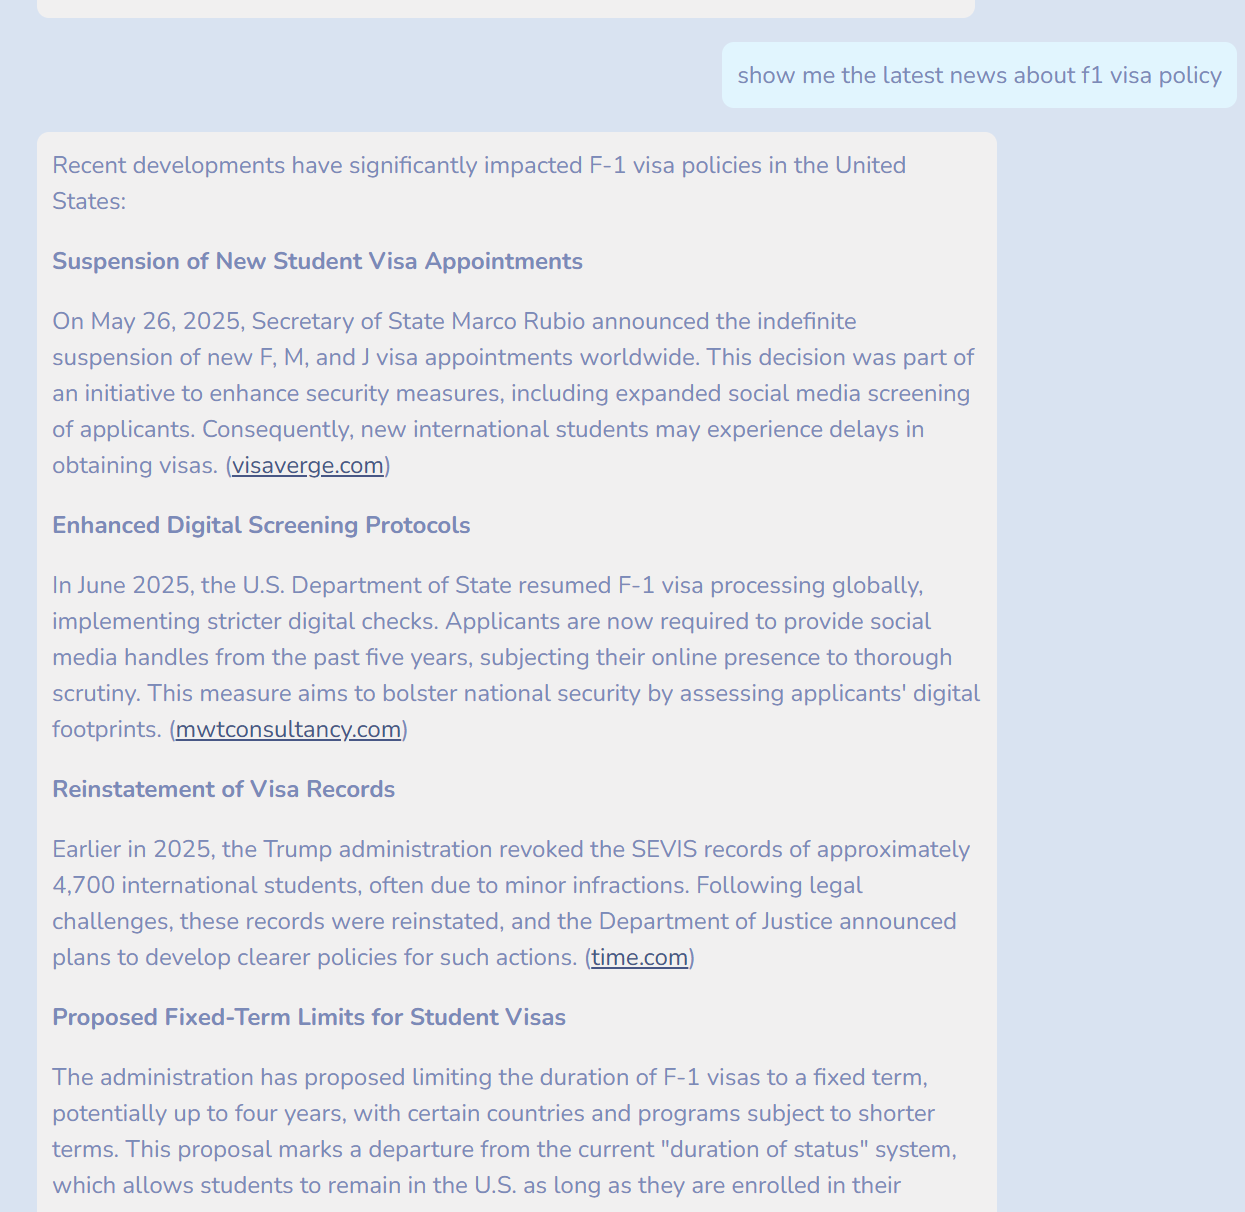 show me the latest news about f1 visa policy
Recent developments have significantly impacted F-1 visa policies in the United
States:
Suspension of New Student Visa Appointments
On May 26, 2025, Secretary of State Marco Rubio announced the indefinite
suspension of new F, M, and J visa appointments worldwide. This decision was part of
an initiative to enhance security measures, including expanded social media screening
of applicants. Consequently, new international students may experience delays in
obtaining visas. (visaverge.com)
Enhanced Digital Screening Protocols
In June 2025, the U.S. Department of State resumed F-1 visa processing globally,
implementing stricter digital checks. Applicants are now required to provide social
media handles from the past five years, subjecting their online presence to thorough
scrutiny. This measure aims to bolster national security by assessing applicants' digital
footprints. (mwtconsultancy.com)
Reinstatement of Visa Records
Earlier in 2025, the Trump administration revoked the SEVIS records of approximately
4,700 international students, often due to minor infractions. Following legal
challenges, these records were reinstated, and the Department of Justice announced
plans to develop clearer policies for such actions. (time.com)
Proposed Fixed-Term Limits for Student Visas
The administration has proposed limiting the duration of F-1 visas to a fixed term,
potentially up to four years, with certain countries and programs subject to shorter
terms. This proposal marks a departure from the current "duration of status" system,
which allows students to remain in the U.S. as long as they are enrolled in their